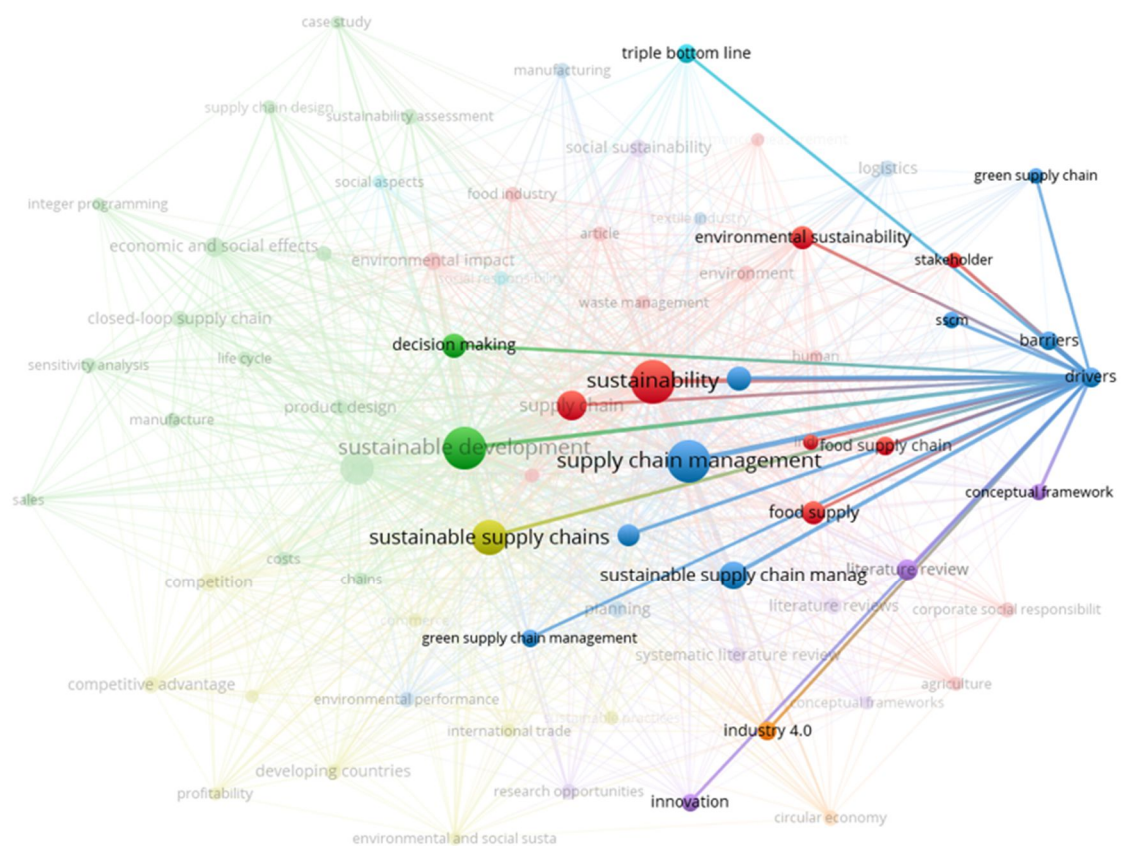 case study
triple bottom line
manufacturing
supply chain design
sustainability assessment
social sustainability
logistics
green supply chain
social aspects
food industry
integer programming
textile industry
article
environmental sustainability
economic and social effects
environmental impact
stakeholder
social responsibility
environment
waste management
closed-loop supply chain
sscm
decision making
barriers
sensitivity analysis
life cycle
human
sustainability
drivers
product design
supply chain
manufacture
sustainable development
food supply chain
supply chain management
sales
conceptual framework
food supply
sustainable supply chains
costs
literature review
competition
chains
sustainable supply chain manag
planning
literature reviews
corporate social responsibilit
commerce
green supply chain management
systematic literature review
competitive advantage
agriculture
environmental performance
conceptual frameworks
sustainable practices
international trade
industry 4.0
developing countries
profitability
research opportunities
innovation
circular economy
environmental and social susta